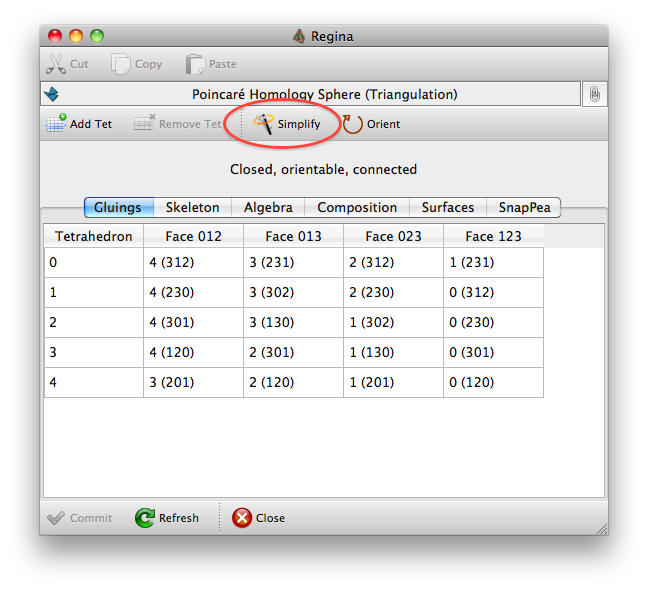 Regina
Cut Copy Paste
Poincaré Homology Sphere (Triangulation)
Add Tet Remove Tet Simplify Orient
Closed, orientable, connected
Gluings Skeleton Algebra Composition Surfaces SnapPea
Tetrahedron Face 012 Face 013 Face 023 Face 123
0 4 (312) 3 (231) 2 (312) 1 (231)
1 4 (230) 3 (302) 2 (230) 0 (312)
2 4 (301) 3 (130) 1 (302) 0 (230)
3 4 (120) 2 (301) 1 (130) 0 (301)
4 3 (201) 2 (120) 1 (201) 0 (120)
Commit Refresh Close